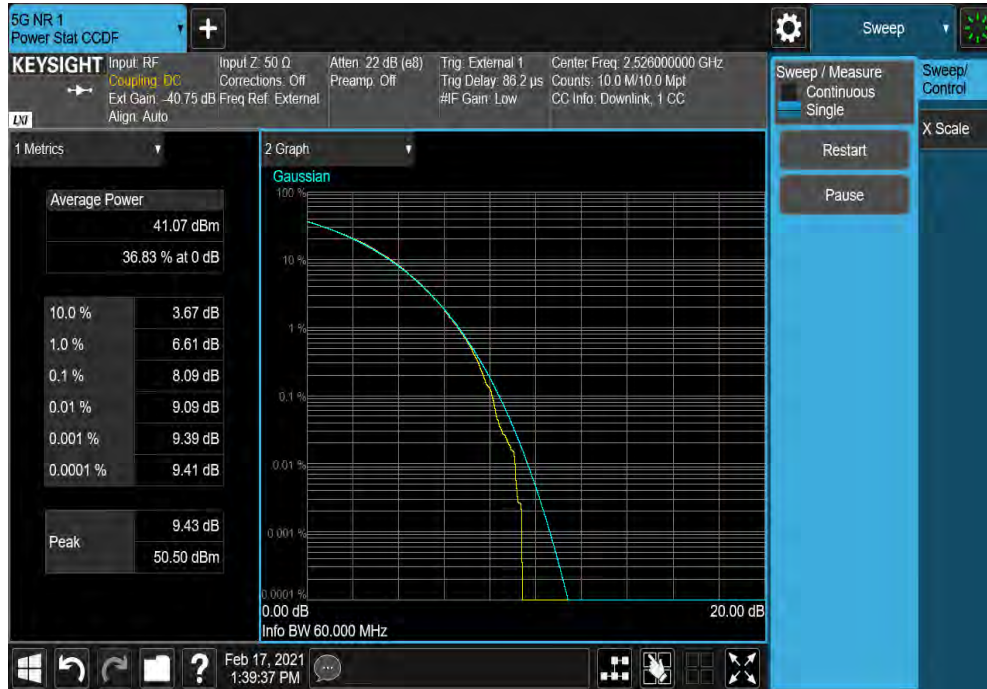 5G NR 1
Power Stat CCDF
+
Sweep
KEYSIGHT
LXI
Input: RF
Coupling: DC
Ext Gain: -40.75 dB
Align: Auto
Input Z: 50 Ω
Corrections: Off
Freq Ref: External
Atten: 22 dB (e8)
Preamp: Off
Trig: External 1
Trig Delay: 86.2 µs
#IF Gain: Low
Center Freq: 2.526000000 GHz
Counts: 10.0 M/10.0 Mpt
CC Info: Downlink, 1 CC
Sweep / Measure
Continuous
Single
Restart
Pause
Sweep/
Control
X Scale
1 Metrics
Average Power
41.07 dBm
36.83 % at 0 dB
10.0 % 3.67 dB
1.0 % 6.61 dB
0.1 % 8.09 dB
0.01 % 9.09 dB
0.001 % 9.39 dB
0.0001 % 9.41 dB
Peak
9.43 dB
50.50 dBm
2 Graph
Gaussian
100 %
10 %
1 %
0.1 %
0.01 %
0.001 %
0.0001 %
0.00 dB 20.00 dB
Info BW 60.000 MHz
?
Feb 17, 2021
1:39:37 PM